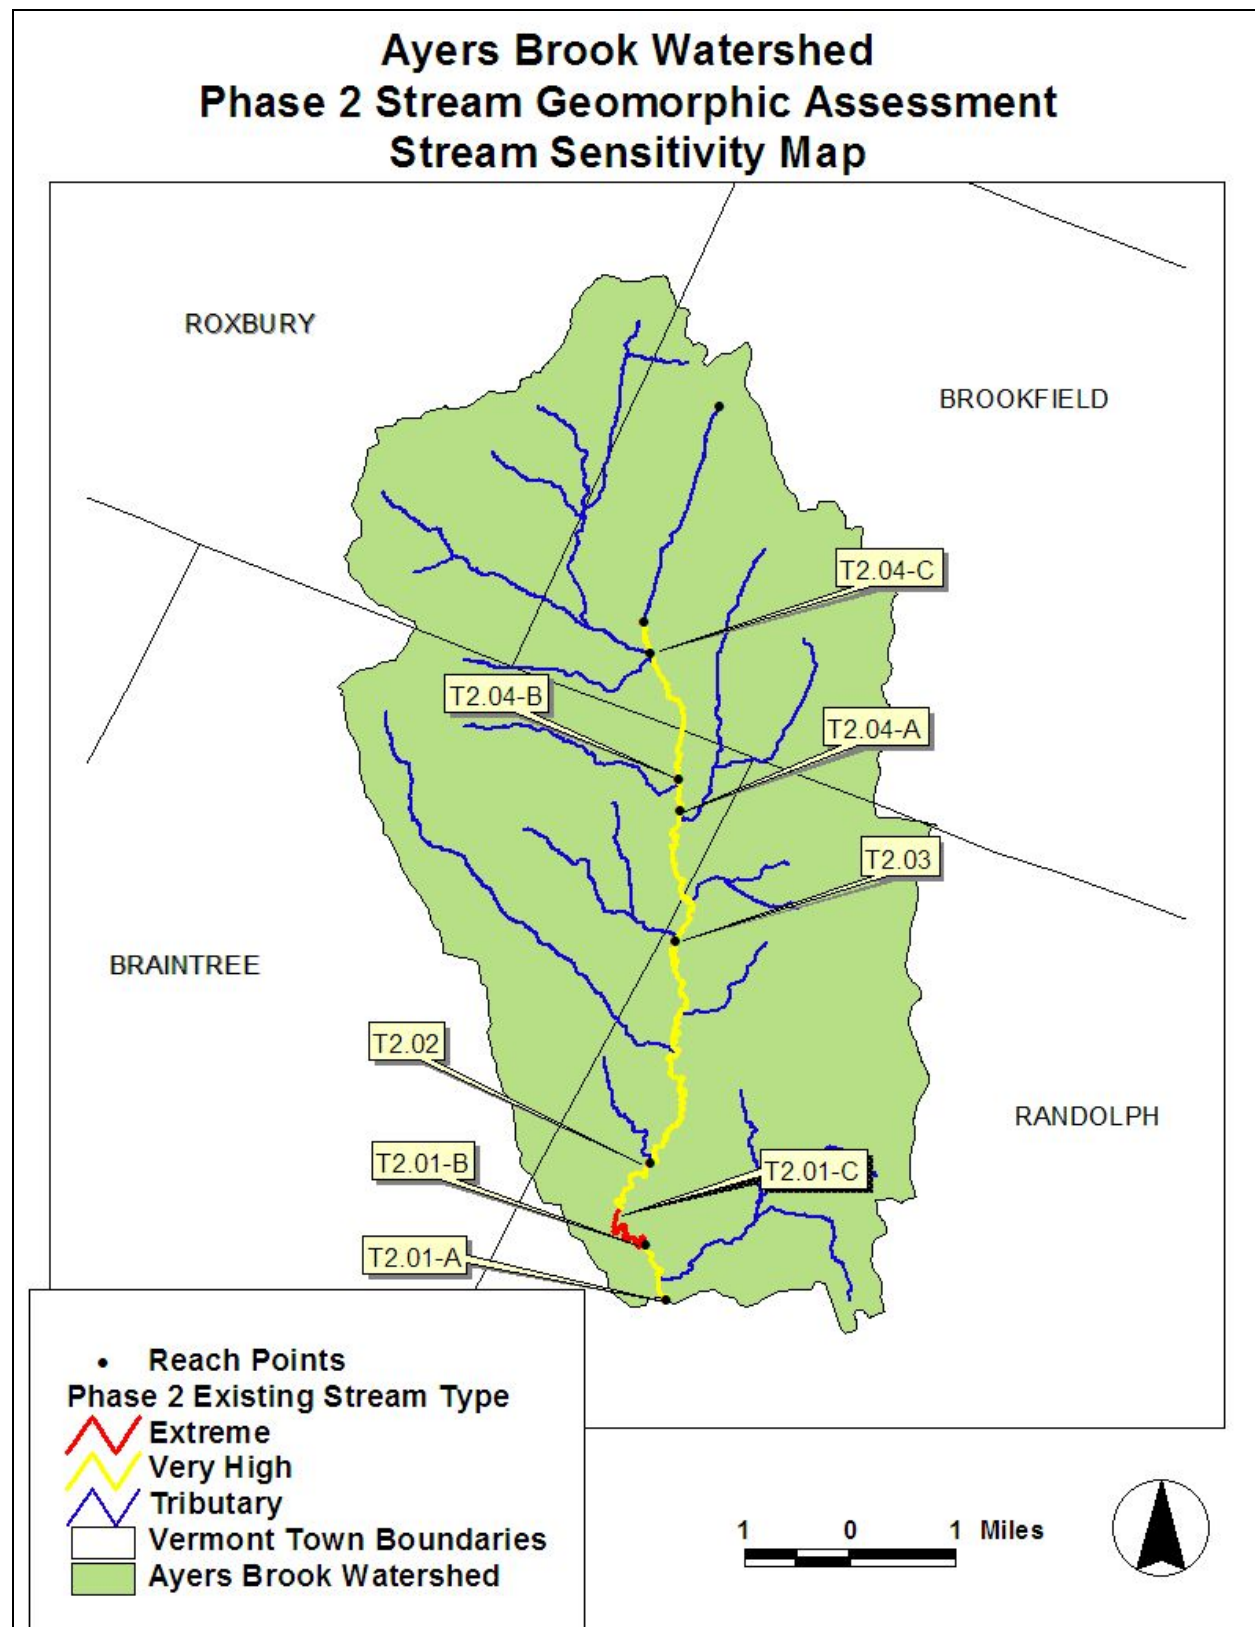 Ayers Brook Watershed
Phase 2 Stream Geomorphic Assessment
Stream Sensitivity Map
ROXBURY
BROOKFIELD
T2.04-C
T2.04-B
T2.04-A
T2.03
BRAINTREE
T2.02
RANDOLPH
T2.01-B
T2.01-C
T2.01-A
Reach Points
Phase 2 Existing Stream Type
Extreme
Very High
Tributary
Vermont Town Boundaries
Ayers Brook Watershed
1 0 1 Miles